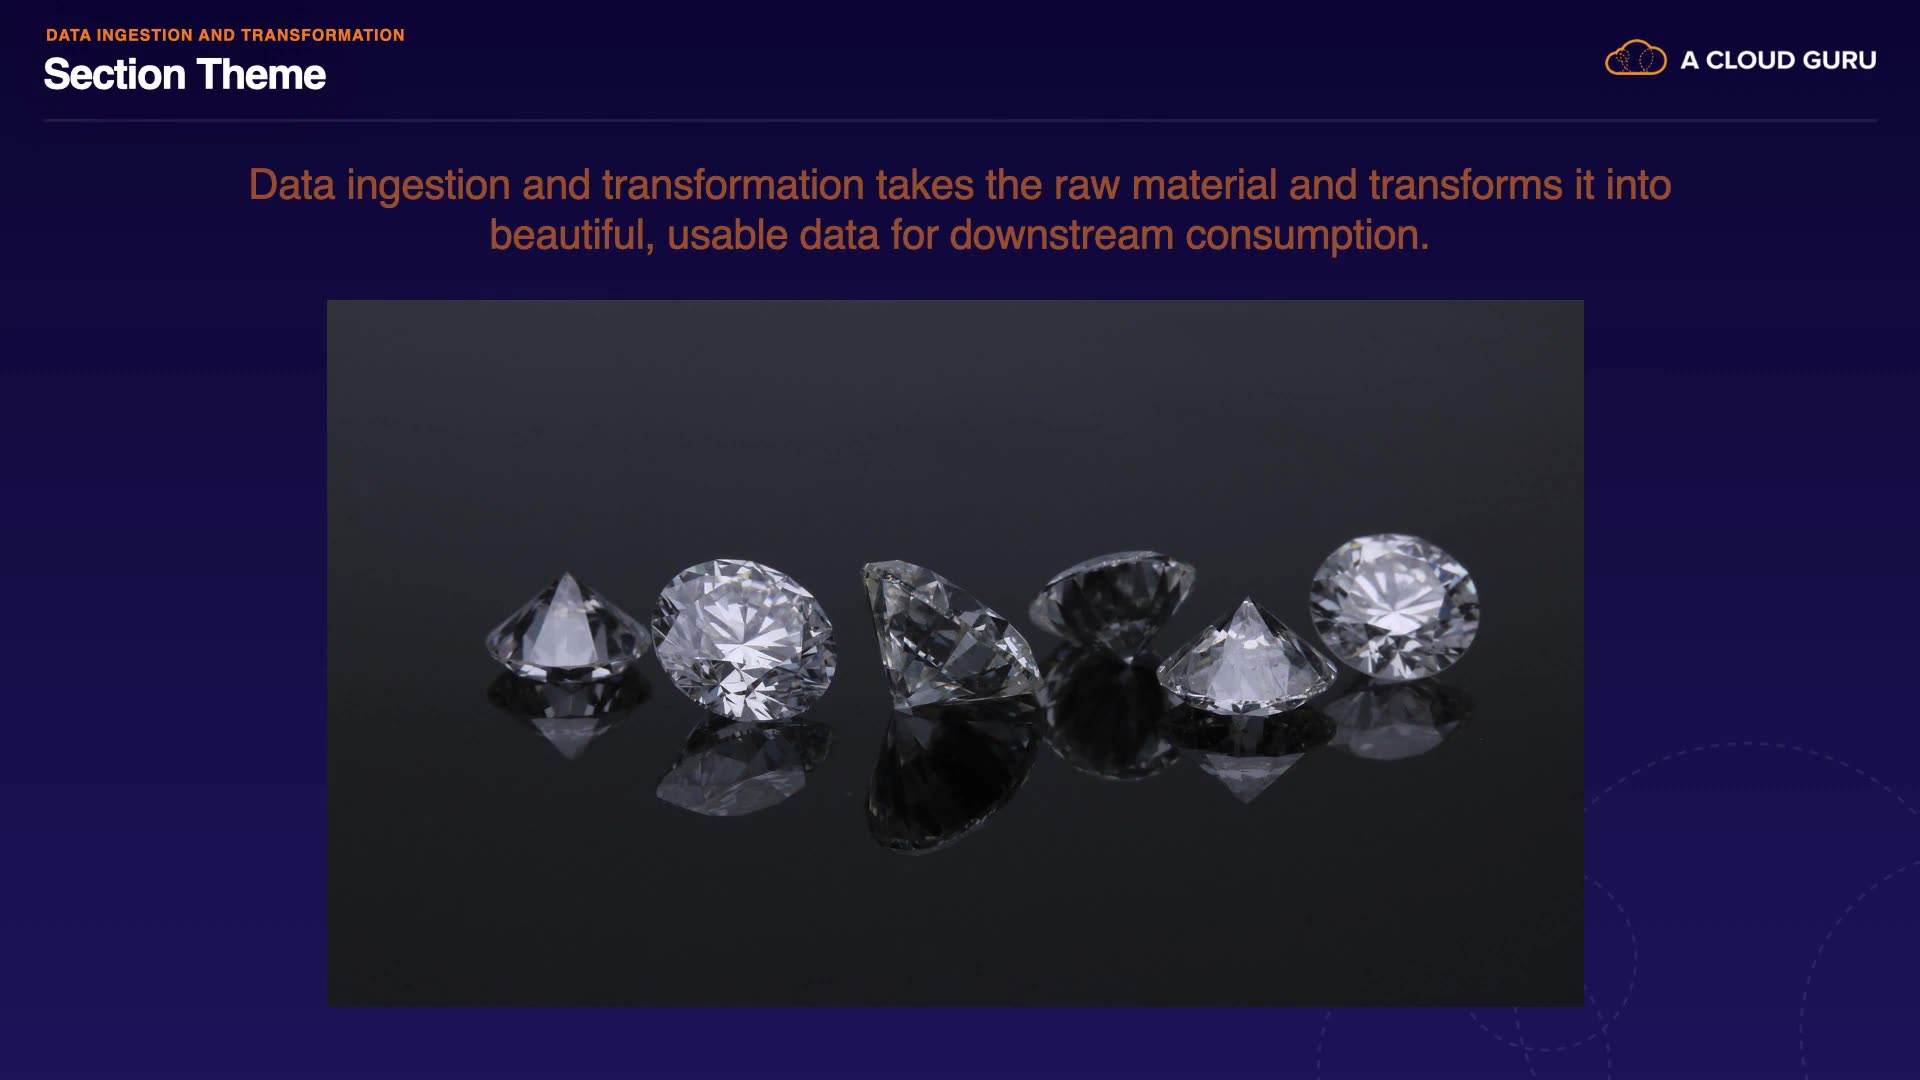 DATA INGESTION AND TRANSFORMATION
Section Theme
A CLOUD GURU
Data ingestion and transformation takes the raw material and transforms it into
beautiful, usable data for downstream consumption.